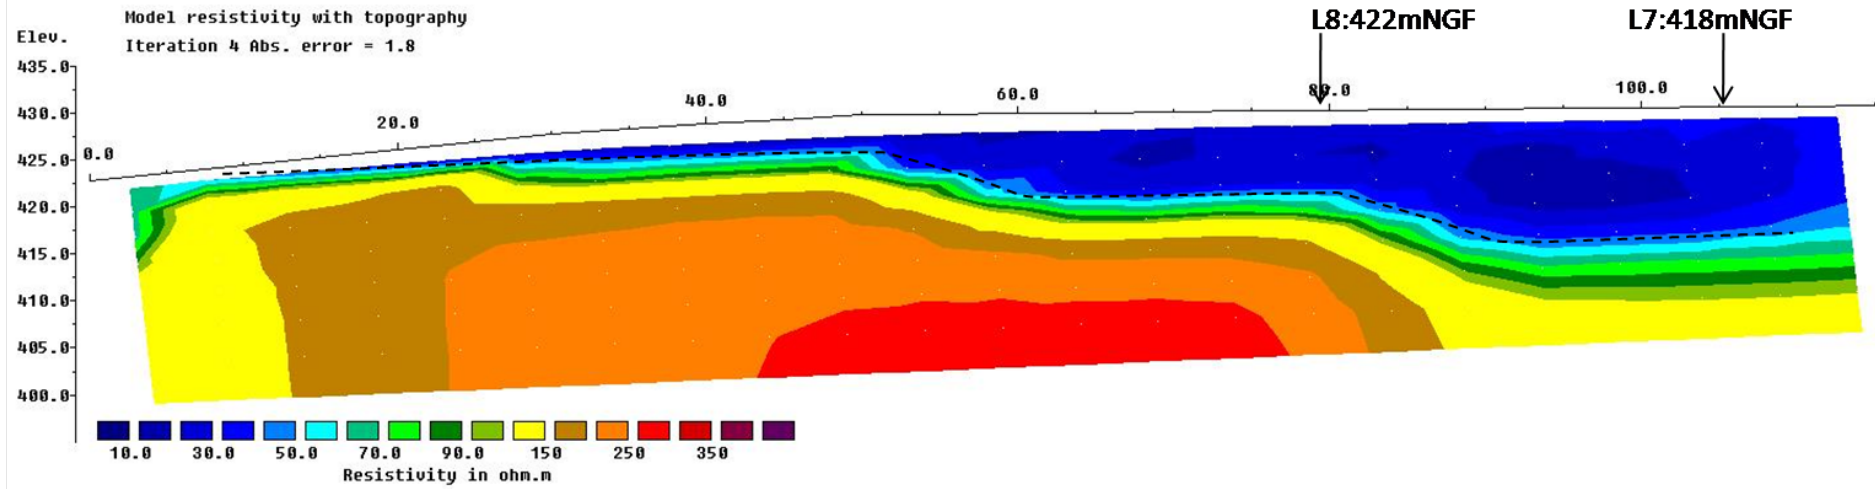 Model resistivity with topography
L8:422mNGF
L7:418mNGF
Elev.
Iteration 4 Abs. error = 1.8
435.0
430.0
425.0
420.0
415.0
410.0
405.0
400.0
0.0
20.0
40.0
60.0
80.0
100.0
10.0 30.0 50.0 70.0 90.0 150 250 350
Resistivity in ohm.m